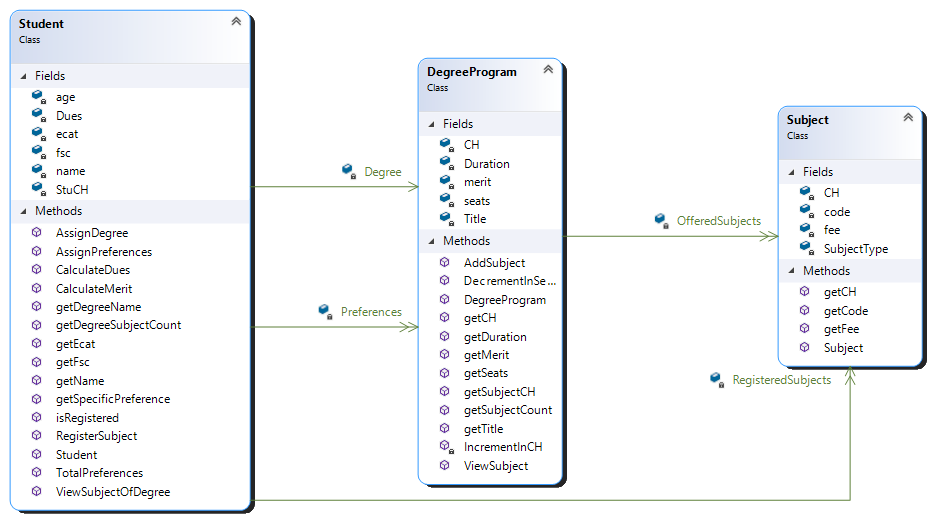 Student
Class
Fields
age
Dues
ecat
fsc
name
StuCH
Methods
AssignDegree
AssignPreferences
CalculateDues
CalculateMerit
getDegreeName
getDegreeSubjectCount
getEcat
getFsc
getName
getSpecificPreference
isRegistered
RegisterSubject
Student
TotalPreferences
ViewSubjectOfDegree
Degree
Preferences
DegreeProgram
Class
Fields
CH
Duration
merit
seats
Title
Methods
AddSubject
DecrementInSe...
DegreeProgram
getCH
getDuration
getMerit
getSeats
getSubjectCH
getSubjectCount
getTitle
IncrementInCH
ViewSubject
OfferedSubjects
RegisteredSubjects
Subject
Class
Fields
CH
code
fee
SubjectType
Methods
getCH
getCode
getFee
Subject